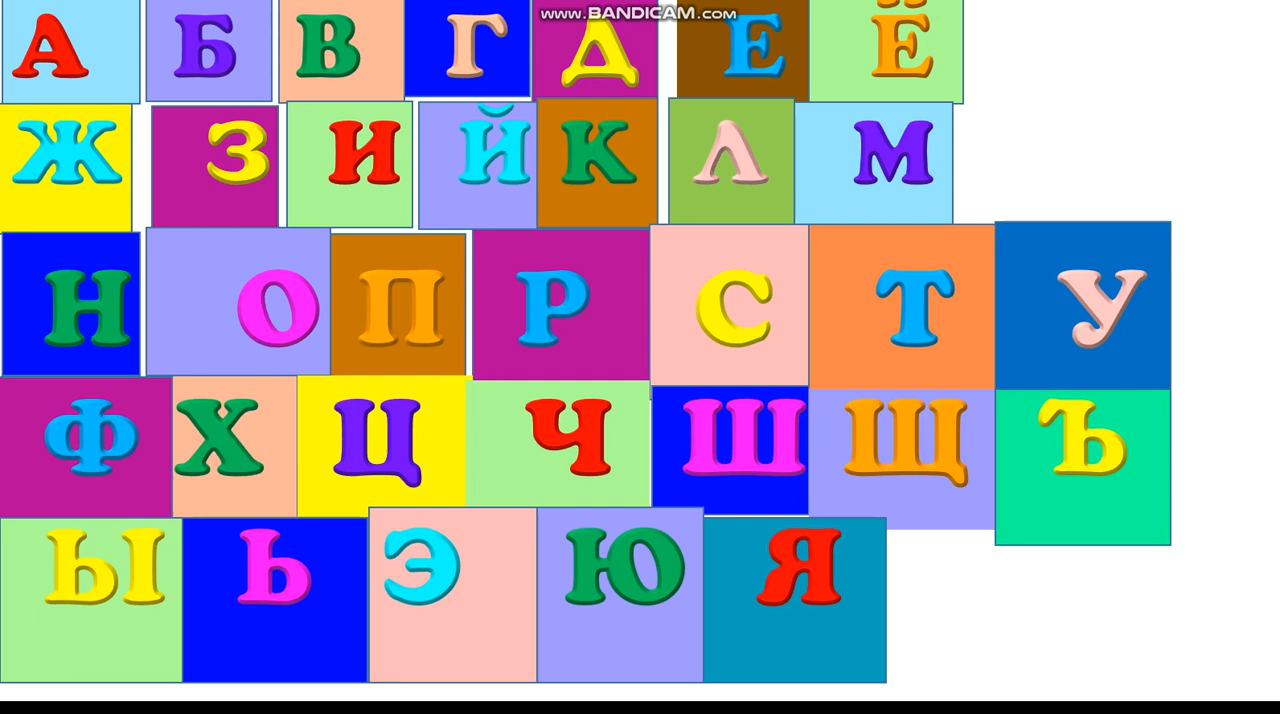 www.BANDICAM.com
А Б В Г Д Е Ё
Ж З И Й К Л М
Н О П Р С Т У
Ф Х Ц Ч Ш Щ Ъ
Ы Ь Э Ю Я